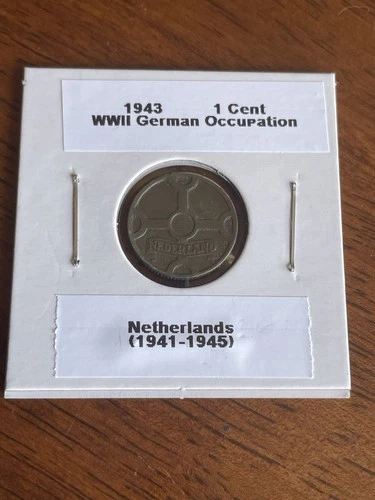 1943 1 Cent
WWII German Occupation
NEDERLAND
Netherlands
(1941-1945)